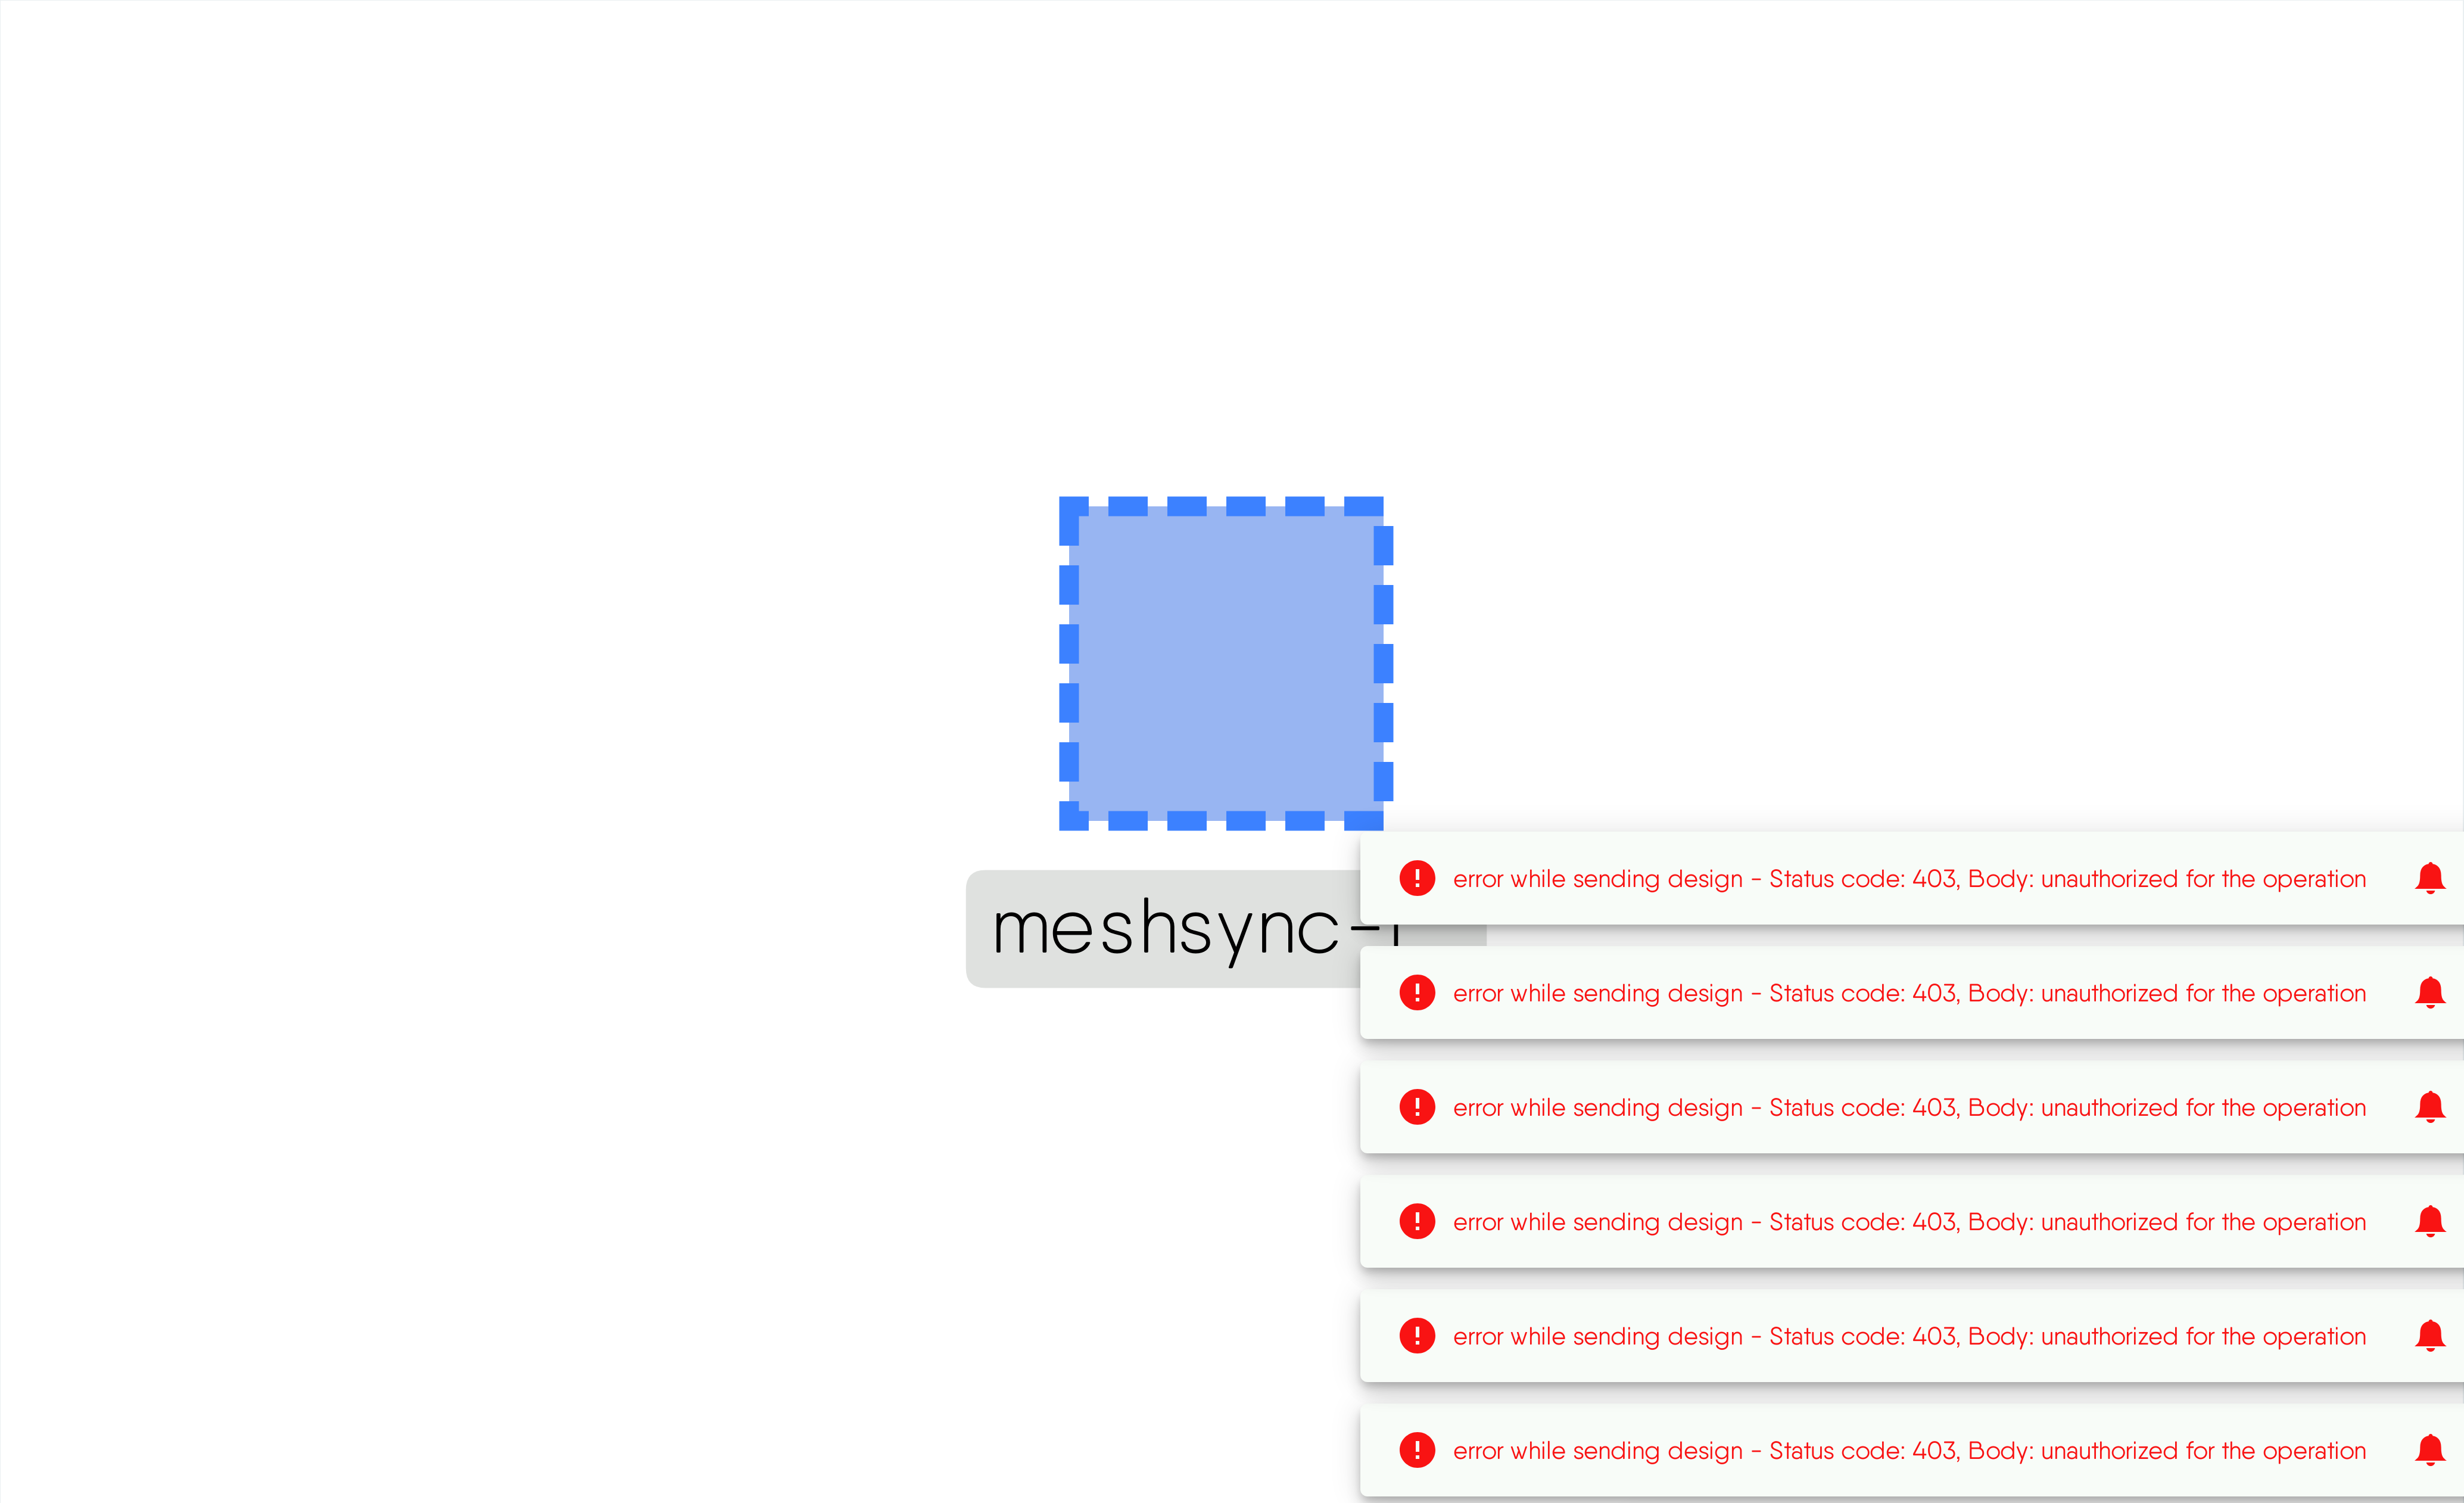 error while sending design - Status code: 403, Body: unauthorized for the operation
meshsync-
error while sending design - Status code: 403, Body: unauthorized for the operation
error while sending design - Status code: 403, Body: unauthorized for the operation
error while sending design - Status code: 403, Body: unauthorized for the operation
error while sending design - Status code: 403, Body: unauthorized for the operation
error while sending design - Status code: 403, Body: unauthorized for the operation